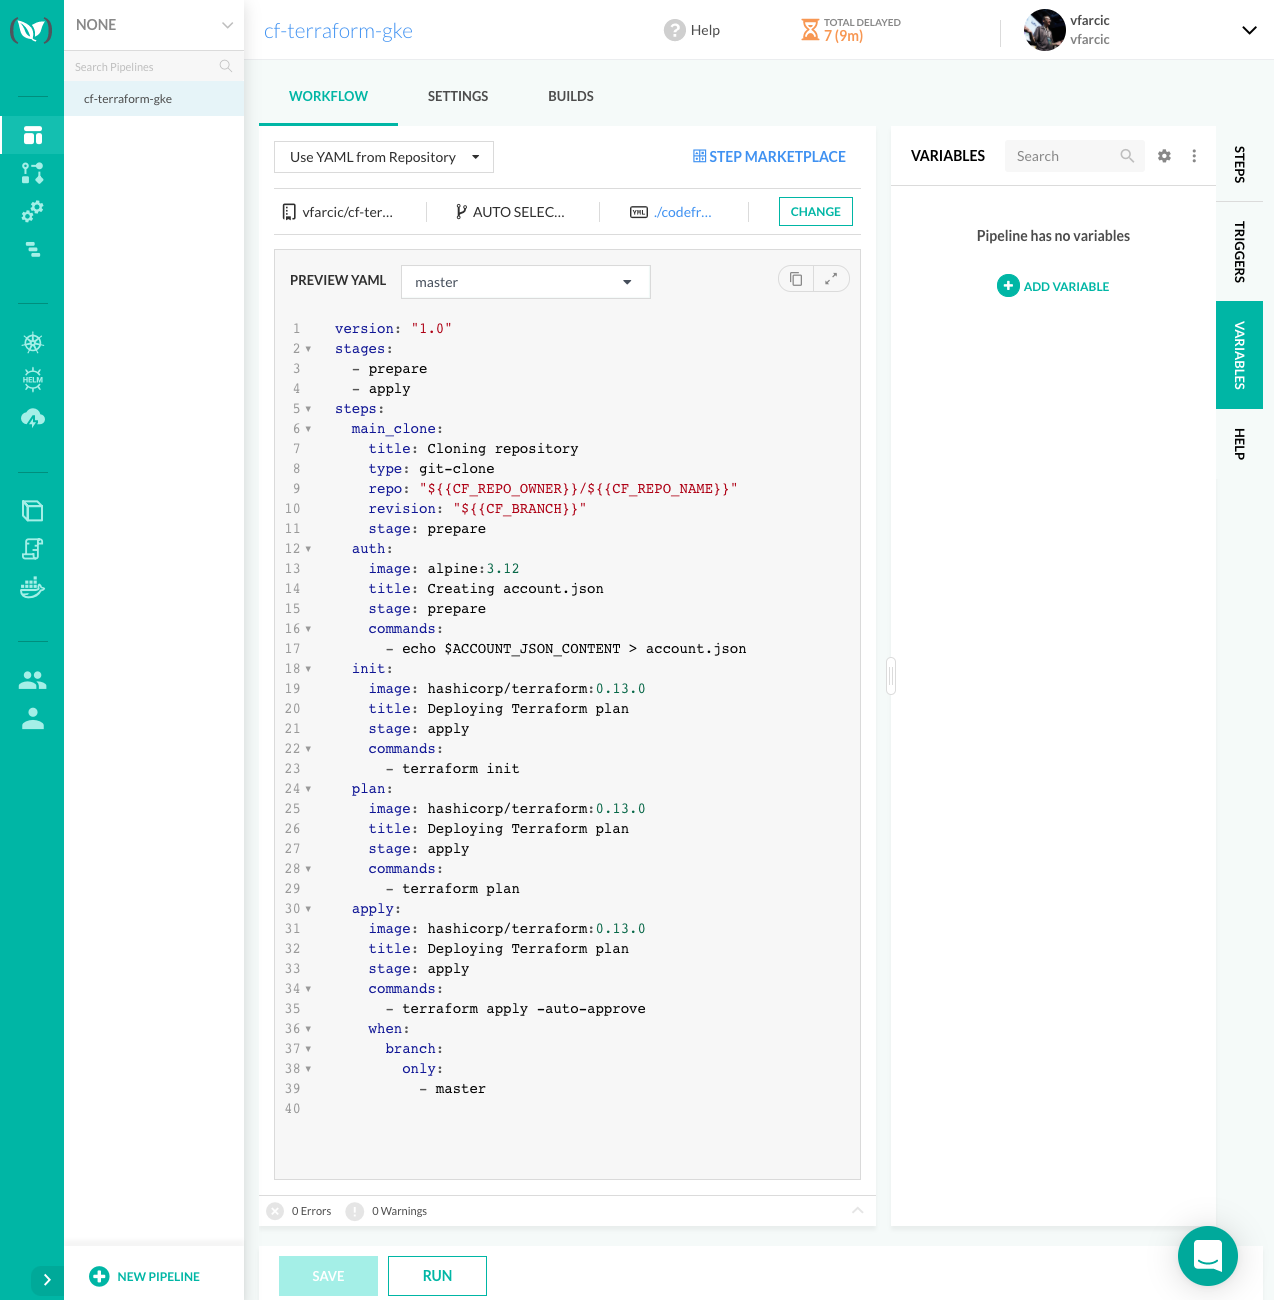 NONE
Search Pipelines
cf-terraform-gke
cf-terraform-gke
Help
TOTAL DELAYED
7 (9m)
vfarcic
vfarcic
WORKFLOW SETTINGS BUILDS
Use YAML from Repository
STEP MARKETPLACE
vfarcic/cf-ter...
AUTO SELEC...
YML ./codefr...
CHANGE
PREVIEW YAML
master
1 version: "1.0"
2 stages:
3 - prepare
4 - apply
5 steps:
6 main_clone:
7 title: Cloning repository
8 type: git-clone
9 repo: "${{CF_REPO_OWNER}}/${{CF_REPO_NAME}}"
10 revision: "${{CF_BRANCH}}"
11 stage: prepare
12 auth:
13 image: alpine:3.12
14 title: Creating account.json
15 stage: prepare
16 commands:
17 - echo $ACCOUNT_JSON_CONTENT > account.json
18 init:
19 image: hashicorp/terraform:0.13.0
20 title: Deploying Terraform plan
21 stage: apply
22 commands:
23 - terraform init
24 plan:
25 image: hashicorp/terraform:0.13.0
26 title: Deploying Terraform plan
27 stage: apply
28 commands:
29 - terraform plan
30 apply:
31 image: hashicorp/terraform:0.13.0
32 title: Deploying Terraform plan
33 stage: apply
34 commands:
35 - terraform apply -auto-approve
36 when:
37 branch:
38 only:
39 - master
40
0 Errors
0 Warnings
SAVE
RUN
VARIABLES
Search
Pipeline has no variables
ADD VARIABLE
STEPS
TRIGGERS
VARIABLES
HELP
HELM
NEW PIPELINE